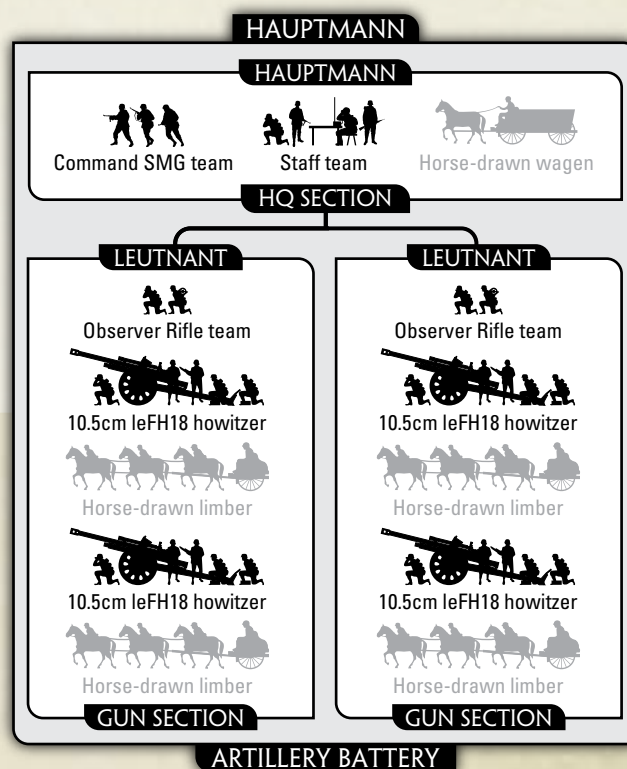 HAUPTMANN
HAUPTMANN
Command SMG team
Staff team
Horse-drawn wagen
HQ SECTION
LEUTNANT
Observer Rifle team
10.5cm leFH18 howitzer
Horse-drawn limber
10.5cm leFH18 howitzer
Horse-drawn limber
GUN SECTION
LEUTNANT
Observer Rifle team
10.5cm leFH18 howitzer
Horse-drawn limber
10.5cm leFH18 howitzer
Horse-drawn limber
GUN SECTION
ARTILLERY BATTERY